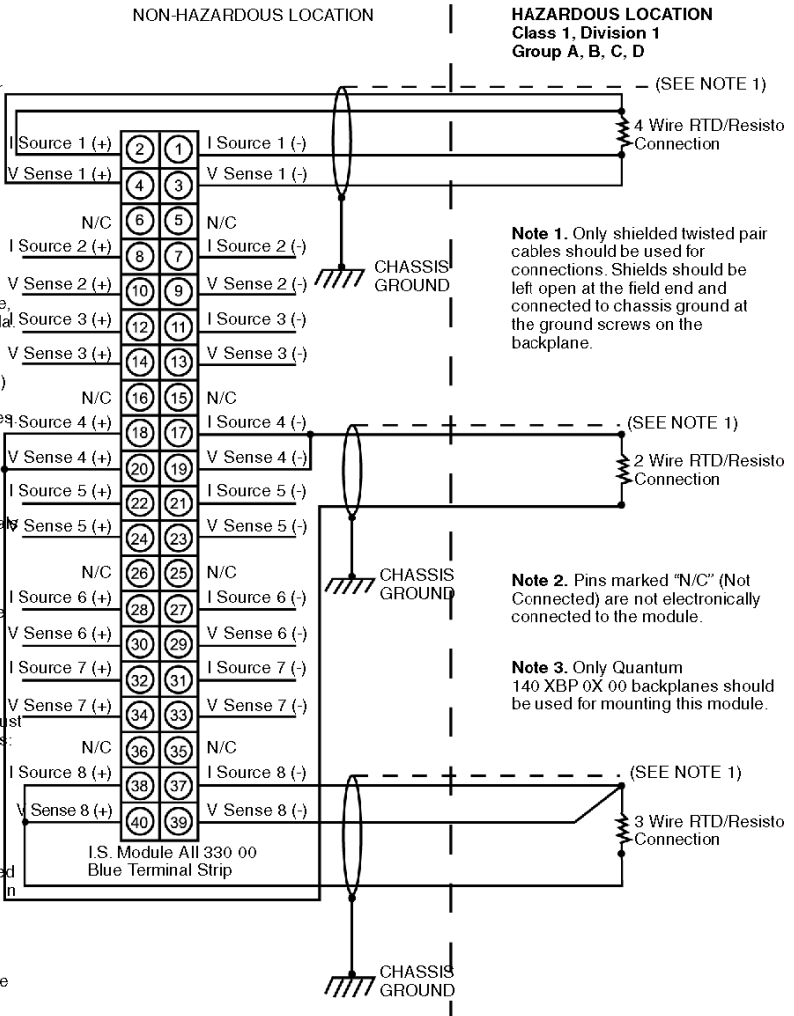 NON-HAZARDOUS LOCATION
HAZARDOUS LOCATION
Class 1, Division 1
Group A, B, C, D
(SEE NOTE 1)
4 Wire RTD/Resisto
Connection
I Source 1 (+) 2 1 I Source 1 (-)
V Sense 1 (+) 4 3 V Sense 1 (-)
N/C 6 5 N/C
I Source 2 (+) 8 7 I Source 2 (-)
V Sense 2 (+) 10 9 V Sense 2 (-)
I Source 3 (+) 12 11 I Source 3 (-)
V Sense 3 (+) 14 13 V Sense 3 (-)
N/C 16 15 N/C
I Source 4 (+) 18 17 I Source 4 (-)
V Sense 4 (+) 20 19 V Sense 4 (-)
I Source 5 (+) 22 21 I Source 5 (-)
V Sense 5 (+) 24 23 V Sense 5 (-)
N/C 26 25 N/C
I Source 6 (+) 28 27 I Source 6 (-)
V Sense 6 (+) 30 29 V Sense 6 (-)
I Source 7 (+) 32 31 I Source 7 (-)
V Sense 7 (+) 34 33 V Sense 7 (-)
N/C 36 35 N/C
I Source 8 (+) 38 37 I Source 8 (-)
V Sense 8 (+) 40 39 V Sense 8 (-)
I.S. Module AII 330 00
Blue Terminal Strip
CHASSIS
GROUND
Note 1. Only shielded twisted pair
cables should be used for
connections. Shields should be
left open at the field end and
connected to chassis ground at
the ground screws on the
backplane.
(SEE NOTE 1)
2 Wire RTD/Resisto
Connection
CHASSIS
GROUND
Note 2. Pins marked “N/C” (Not
Connected) are not electronically
connected to the module.
Note 3. Only Quantum
140 XBP 0X 00 backplanes should
be used for mounting this module.
(SEE NOTE 1)
3 Wire RTD/Resisto
Connection
CHASSIS
GROUND